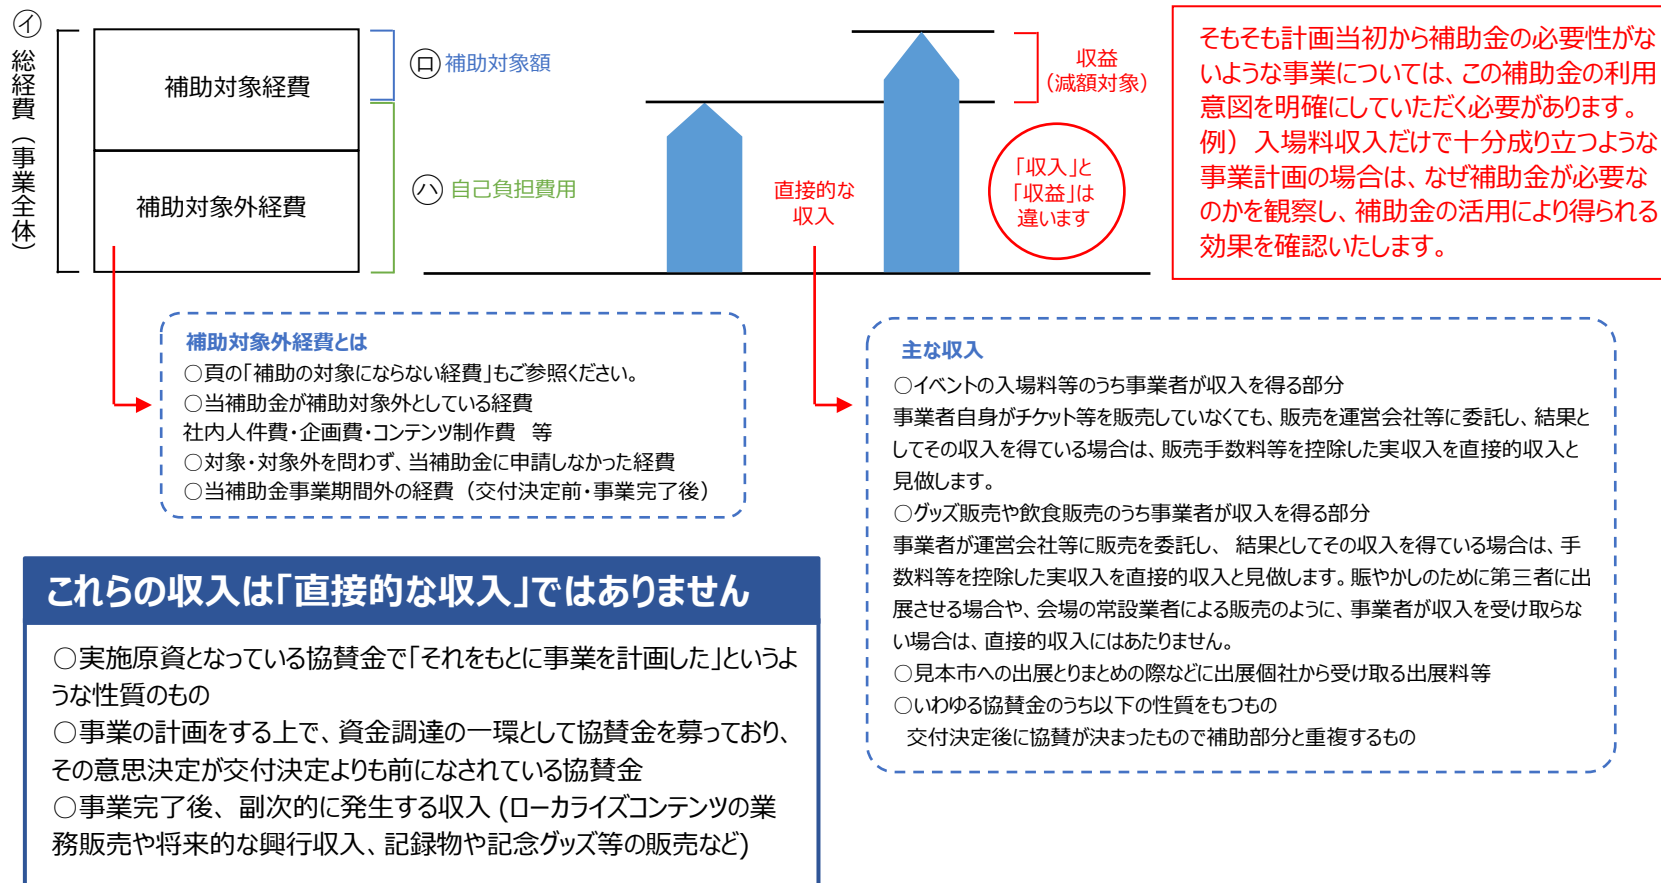 ㋑
総経費（事業全体）
補助対象経費
補助対象外経費
㋺ 補助対象額
㋩ 自己負担費用
直接的な
収入
収益
（減額対象）
「収入」と
「収益」は
違います
そもそも計画当初から補助金の必要性がな
いような事業については、この補助金の利用
意図を明確にしていただく必要があります。
例） 入場料収入だけで十分成り立つような
事業計画の場合は、なぜ補助金が必要な
のかを観察し、補助金の活用により得られる
効果を確認いたします。
補助対象外経費とは
○頁の「補助の対象にならない経費」もご参照ください。
○当補助金が補助対象外としている経費
社内人件費・企画費・コンテンツ制作費 等
○対象・対象外を問わず、当補助金に申請しなかった経費
○当補助金事業期間外の経費（交付決定前・事業完了後）
主な収入
○イベントの入場料等のうち事業者が収入を得る部分
事業者自身がチケット等を販売していなくても、販売を運営会社等に委託し、結果と
してその収入を得ている場合は、販売手数料等を控除した実収入を直接的収入と
見做します。
○グッズ販売や飲食販売のうち事業者が収入を得る部分
事業者が運営会社等に販売を委託し、 結果としてその収入を得ている場合は、手
数料等を控除した実収入を直接的収入と見做します。賑やかしのために第三者に出
展させる場合や、会場の常設業者による販売のように、事業者が収入を受け取らな
い場合は、直接的収入にはあたりません。
○見本市への出展とりまとめの際などに出展個社から受け取る出展料等
○いわゆる協賛金のうち以下の性質をもつもの
交付決定後に協賛が決まったもので補助部分と重複するもの
これらの収入は「直接的な収入」ではありません
○実施原資となっている協賛金で「それをもとに事業を計画した」というよ
うな性質のもの
○事業の計画をする上で、資金調達の一環として協賛金を募っており、
その意思決定が交付決定よりも前になされている協賛金
○事業完了後、副次的に発生する収入 (ローカライズコンテンツの業
務販売や将来的な興行収入、記録物や記念グッズ等の販売など)